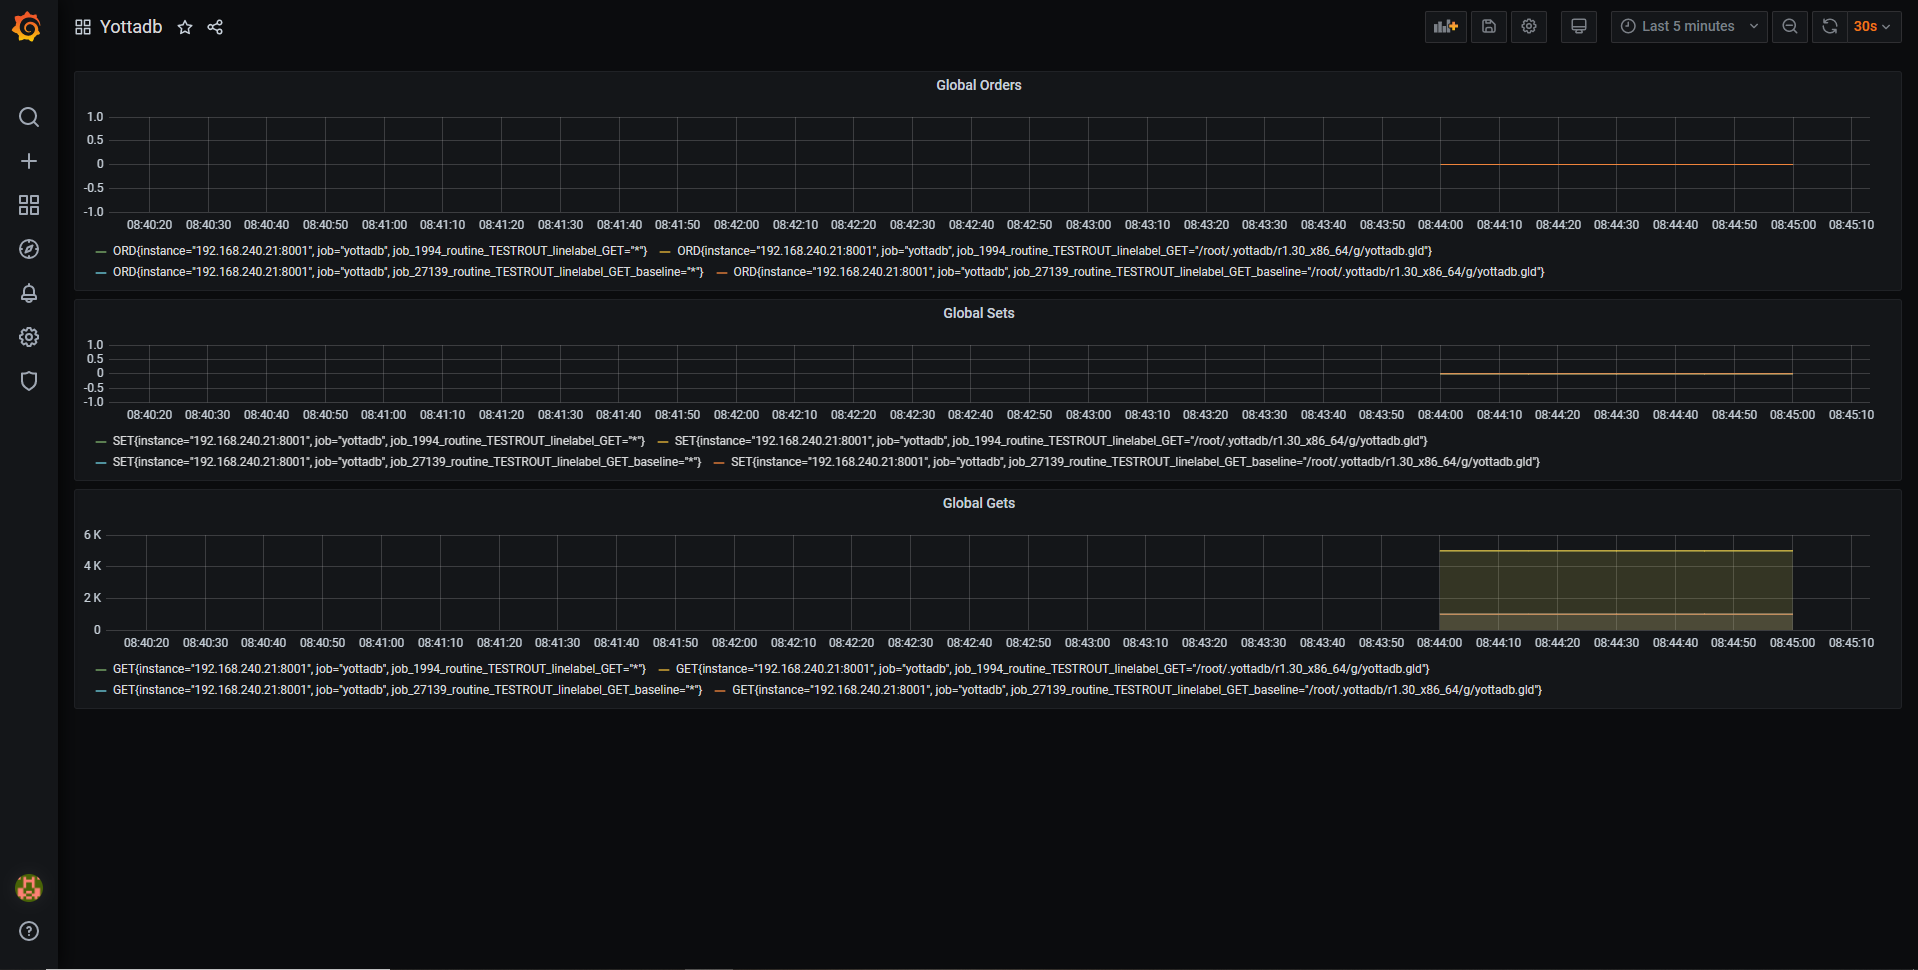 Yottadb
Last 5 minutes
30s
Global Orders
1.0
0.5
0
-0.5
-1.0
08:40:20 08:40:30 08:40:40 08:40:50 08:41:00 08:41:10 08:41:20 08:41:30 08:41:40 08:41:50 08:42:00 08:42:10 08:42:20 08:42:30 08:42:40 08:42:50 08:43:00 08:43:10 08:43:20 08:43:30 08:43:40 08:43:50 08:44:00 08:44:10 08:44:20 08:44:30 08:44:40 08:44:50 08:45:00 08:45:10
ORD{instance="192.168.240.21:8001", job="yottadb", job_1994_routine_TESTROUT_linelabel_GET="*"} ORD{instance="192.168.240.21:8001", job="yottadb", job_1994_routine_TESTROUT_linelabel_GET="/root/.yottadb/r1.30_x86_64/g/yottadb.gld"}
ORD{instance="192.168.240.21:8001", job="yottadb", job_27139_routine_TESTROUT_linelabel_GET_baseline="*"} ORD{instance="192.168.240.21:8001", job="yottadb", job_27139_routine_TESTROUT_linelabel_GET_baseline="/root/.yottadb/r1.30_x86_64/g/yottadb.gld"}
Global Sets
1.0
0.5
0
-0.5
-1.0
08:40:20 08:40:30 08:40:40 08:40:50 08:41:00 08:41:10 08:41:20 08:41:30 08:41:40 08:41:50 08:42:00 08:42:10 08:42:20 08:42:30 08:42:40 08:42:50 08:43:00 08:43:10 08:43:20 08:43:30 08:43:40 08:43:50 08:44:00 08:44:10 08:44:20 08:44:30 08:44:40 08:44:50 08:45:00 08:45:10
SET{instance="192.168.240.21:8001", job="yottadb", job_1994_routine_TESTROUT_linelabel_GET="*"} SET{instance="192.168.240.21:8001", job="yottadb", job_1994_routine_TESTROUT_linelabel_GET="/root/.yottadb/r1.30_x86_64/g/yottadb.gld"}
SET{instance="192.168.240.21:8001", job="yottadb", job_27139_routine_TESTROUT_linelabel_GET_baseline="*"} SET{instance="192.168.240.21:8001", job="yottadb", job_27139_routine_TESTROUT_linelabel_GET_baseline="/root/.yottadb/r1.30_x86_64/g/yottadb.gld"}
Global Gets
6 K
4 K
2 K
0
08:40:20 08:40:30 08:40:40 08:40:50 08:41:00 08:41:10 08:41:20 08:41:30 08:41:40 08:41:50 08:42:00 08:42:10 08:42:20 08:42:30 08:42:40 08:42:50 08:43:00 08:43:10 08:43:20 08:43:30 08:43:40 08:43:50 08:44:00 08:44:10 08:44:20 08:44:30 08:44:40 08:44:50 08:45:00 08:45:10
GET{instance="192.168.240.21:8001", job="yottadb", job_1994_routine_TESTROUT_linelabel_GET="*"} GET{instance="192.168.240.21:8001", job="yottadb", job_1994_routine_TESTROUT_linelabel_GET="/root/.yottadb/r1.30_x86_64/g/yottadb.gld"}
GET{instance="192.168.240.21:8001", job="yottadb", job_27139_routine_TESTROUT_linelabel_GET_baseline="*"} GET{instance="192.168.240.21:8001", job="yottadb", job_27139_routine_TESTROUT_linelabel_GET_baseline="/root/.yottadb/r1.30_x86_64/g/yottadb.gld"}